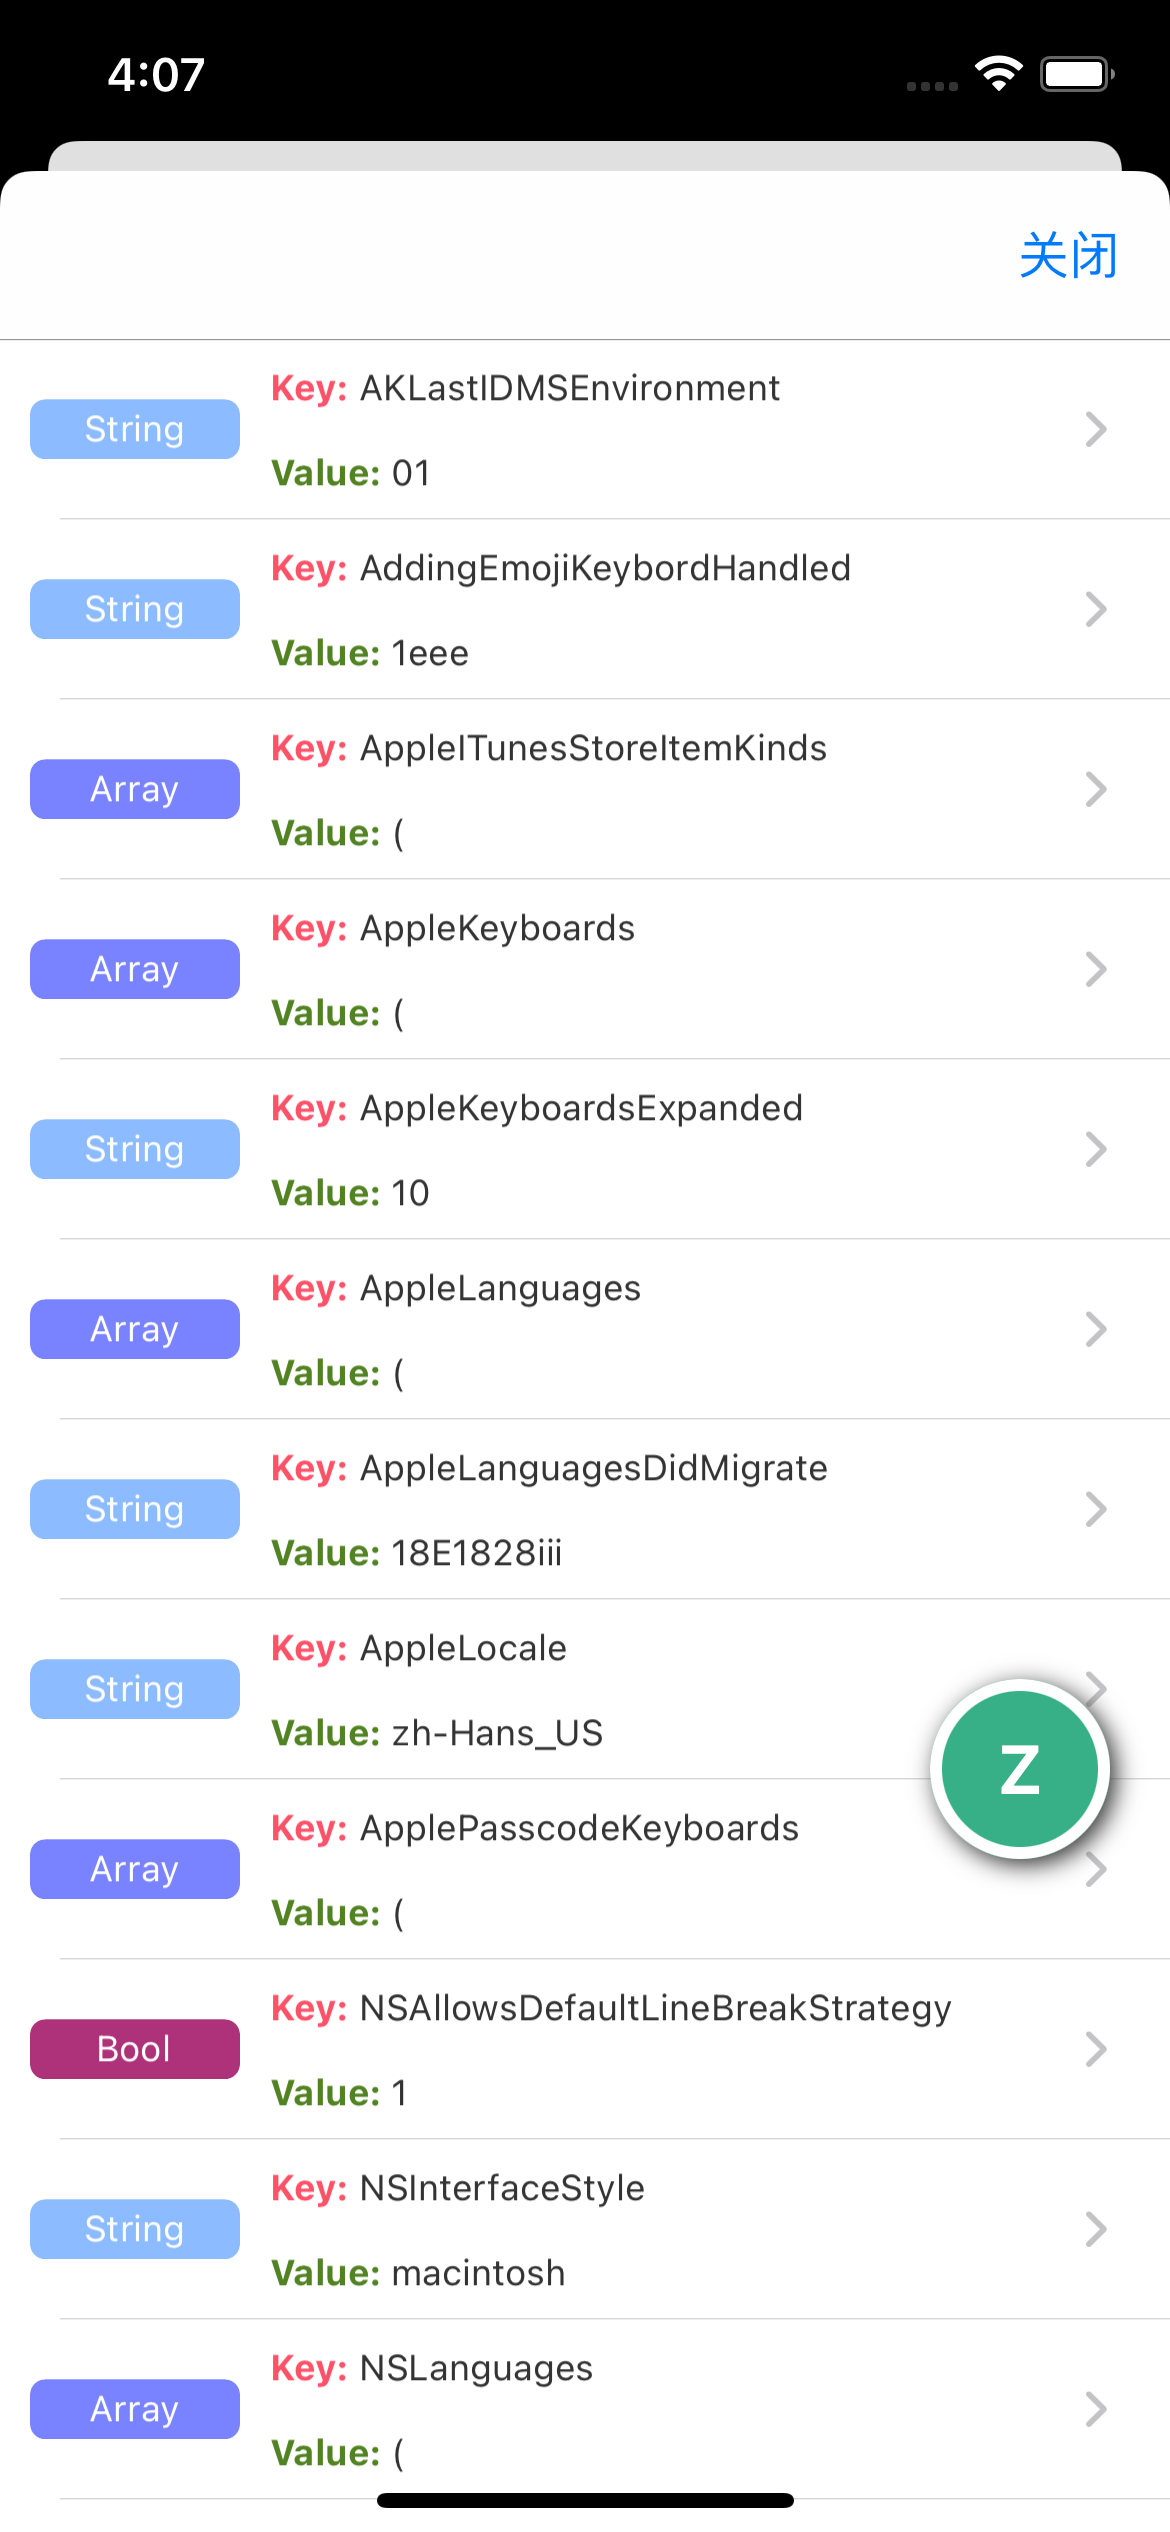 4:07
关闭
String
Key: AKLastIDMSEnvironment
Value: 01
String
Key: AddingEmojiKeybordHandled
Value: 1eee
Array
Key: AppleITunesStoreItemKinds
Value: (
Array
Key: AppleKeyboards
Value: (
String
Key: AppleKeyboardsExpanded
Value: 10
Array
Key: AppleLanguages
Value: (
String
Key: AppleLanguagesDidMigrate
Value: 18E1828iii
String
Key: AppleLocale
Value: zh-Hans_US
Z
Array
Key: ApplePasscodeKeyboards
Value: (
Bool
Key: NSAllowsDefaultLineBreakStrategy
Value: 1
String
Key: NSInterfaceStyle
Value: macintosh
Array
Key: NSLanguages
Value: (